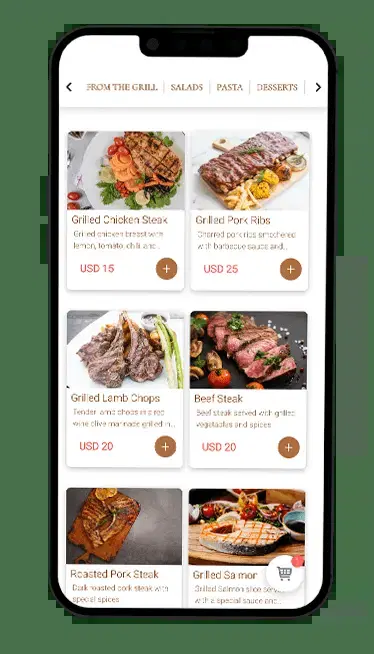 FROM THE GRILL SALADS PASTA DESSERTS
Grilled Chicken Steak
Grilled chicken breast with
lemon, tomato, chili, and...
USD 15
+
Grilled Pork Ribs
Charred pork ribs smothered
with barbeque sauce and...
USD 25
+
Grilled Lamb Chops
Tender lamb chops in a red
wine olive marinade grilled in...
USD 20
+
Beef Steak
Beef steak served with grilled
vegetables and spices
USD 20
+
Roasted Pork Steak
Dark roasted pork steak with
special spices
Grilled Salmon
Grilled Salmon slice
with a special sauce and...